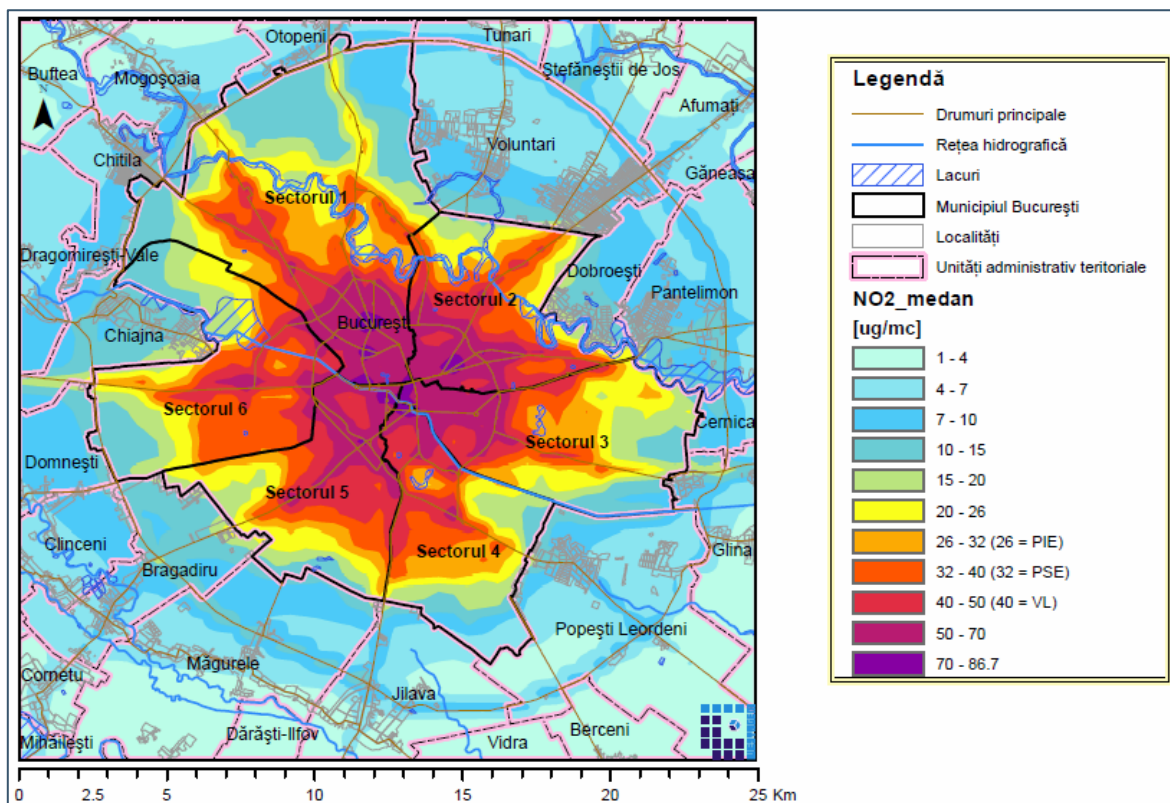 Otopeni
Tunari
Buftea
Mogoşoaia
Ştefăneştii de Jos
Afumaţi
N
Voluntari
Chitila
Găneasa
Sectorul 1
Dragomireşti-Vale
Dobroeşti
Pantelimon
Sectorul 2
Bucureşti
Chiajna
Sectorul 6
Cernica
Sectorul 3
Domneşti
Sectorul 5
Clinceni
Sectorul 4
Glina
Bragadiru
Popeşti Leordeni
Măgurele
Cornetu
Jilava
Dărăşti-Ilfov
Berceni
Mihăileşti
Vidra
0 2.5 5 10 15 20 25 Km
Legendă
Drumuri principale
Reţea hidrografică
Lacuri
Municipiul Bucureşti
Localităţi
Unităţi administrativ teritoriale
NO2_medan
[ug/mc]
1 - 4
4 - 7
7 - 10
10 - 15
15 - 20
20 - 26
26 - 32 (26 = PIE)
32 - 40 (32 = PSE)
40 - 50 (40 = VL)
50 - 70
70 - 86.7